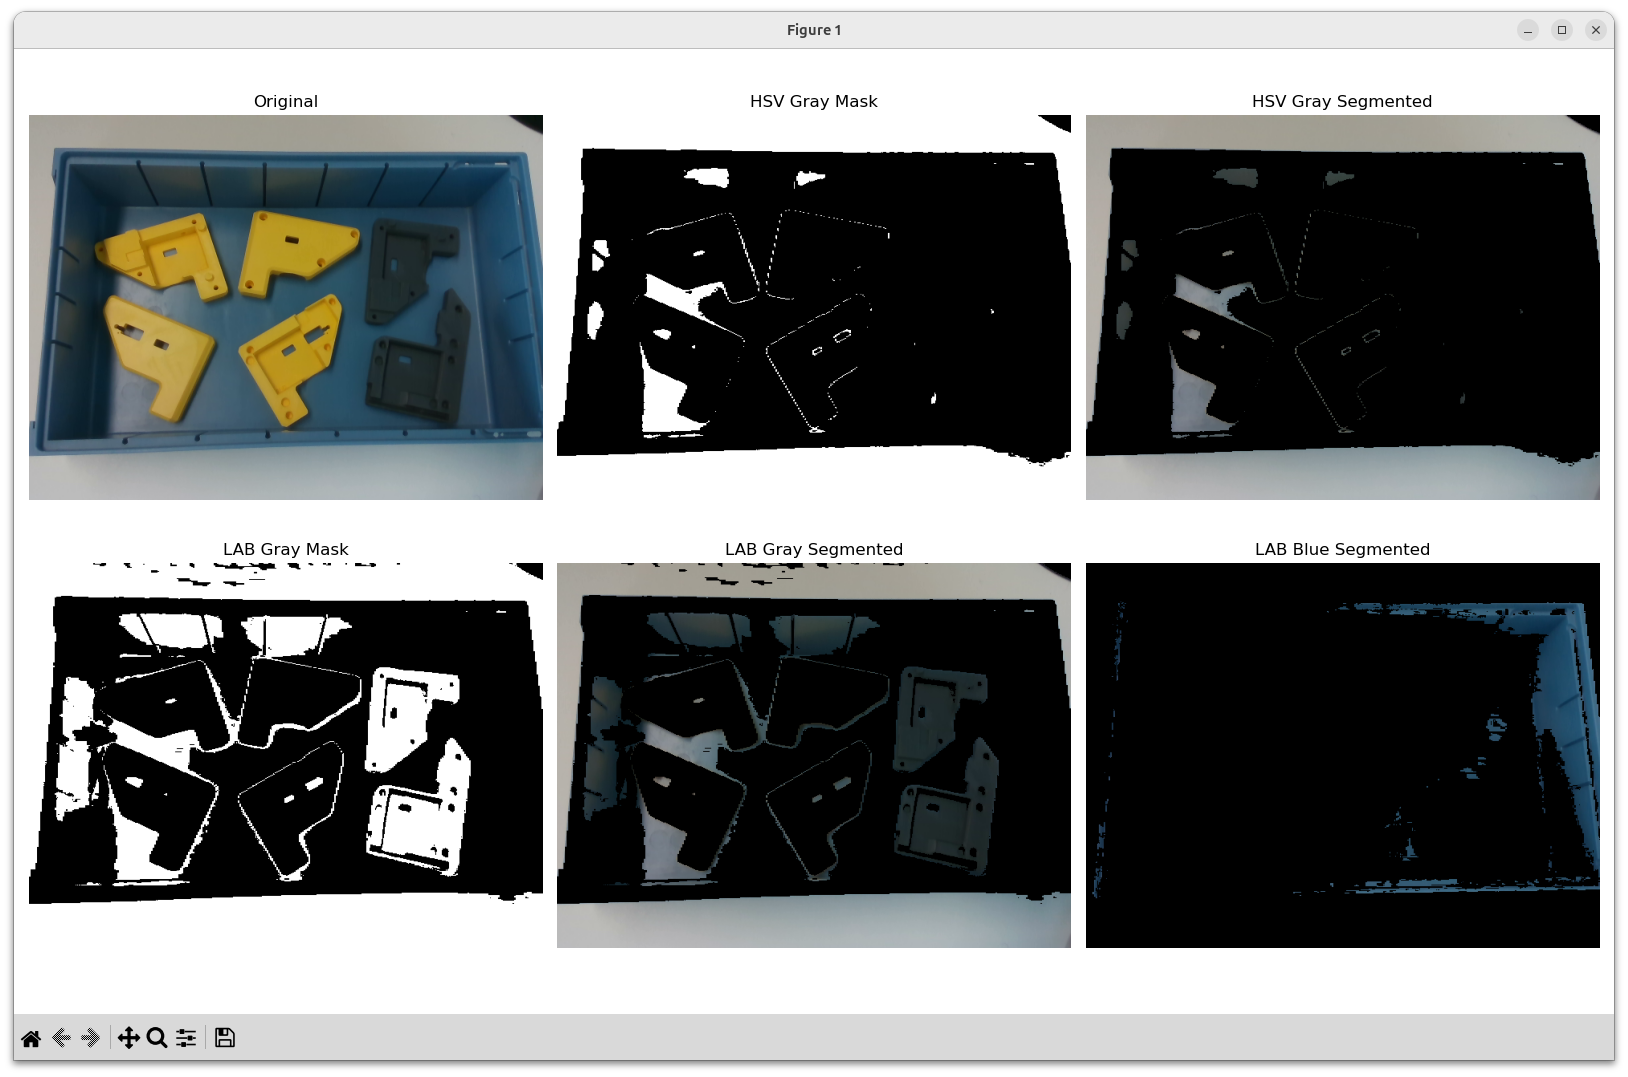 Figure 1
Original
HSV Gray Mask
HSV Gray Segmented
LAB Gray Mask
LAB Gray Segmented
LAB Blue Segmented